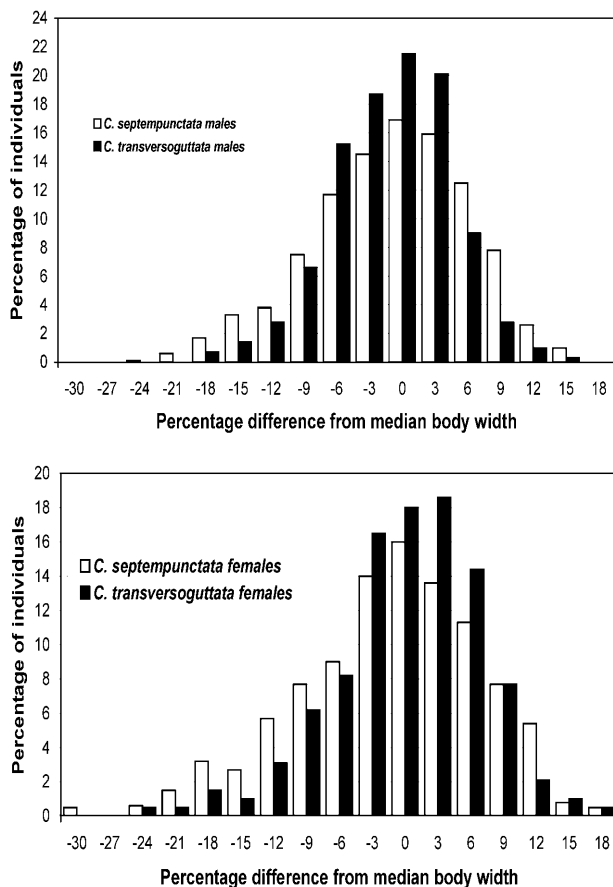 24
22
20
18
16
14
12
10
8
6
4
2
0
Percentage of individuals
C. septempunctata males
C. transversoguttata males
-30 -27 -24 -21 -18 -15 -12 -9 -6 -3 0 3 6 9 12 15 18
Percentage difference from median body width
20
18
16
14
12
10
8
6
4
2
0
Percentage of individuals
C. septempunctata females
C. transversoguttata females
-30 -27 -24 -21 -18 -15 -12 -9 -6 -3 0 3 6 9 12 15 18
Percentage difference from median body width